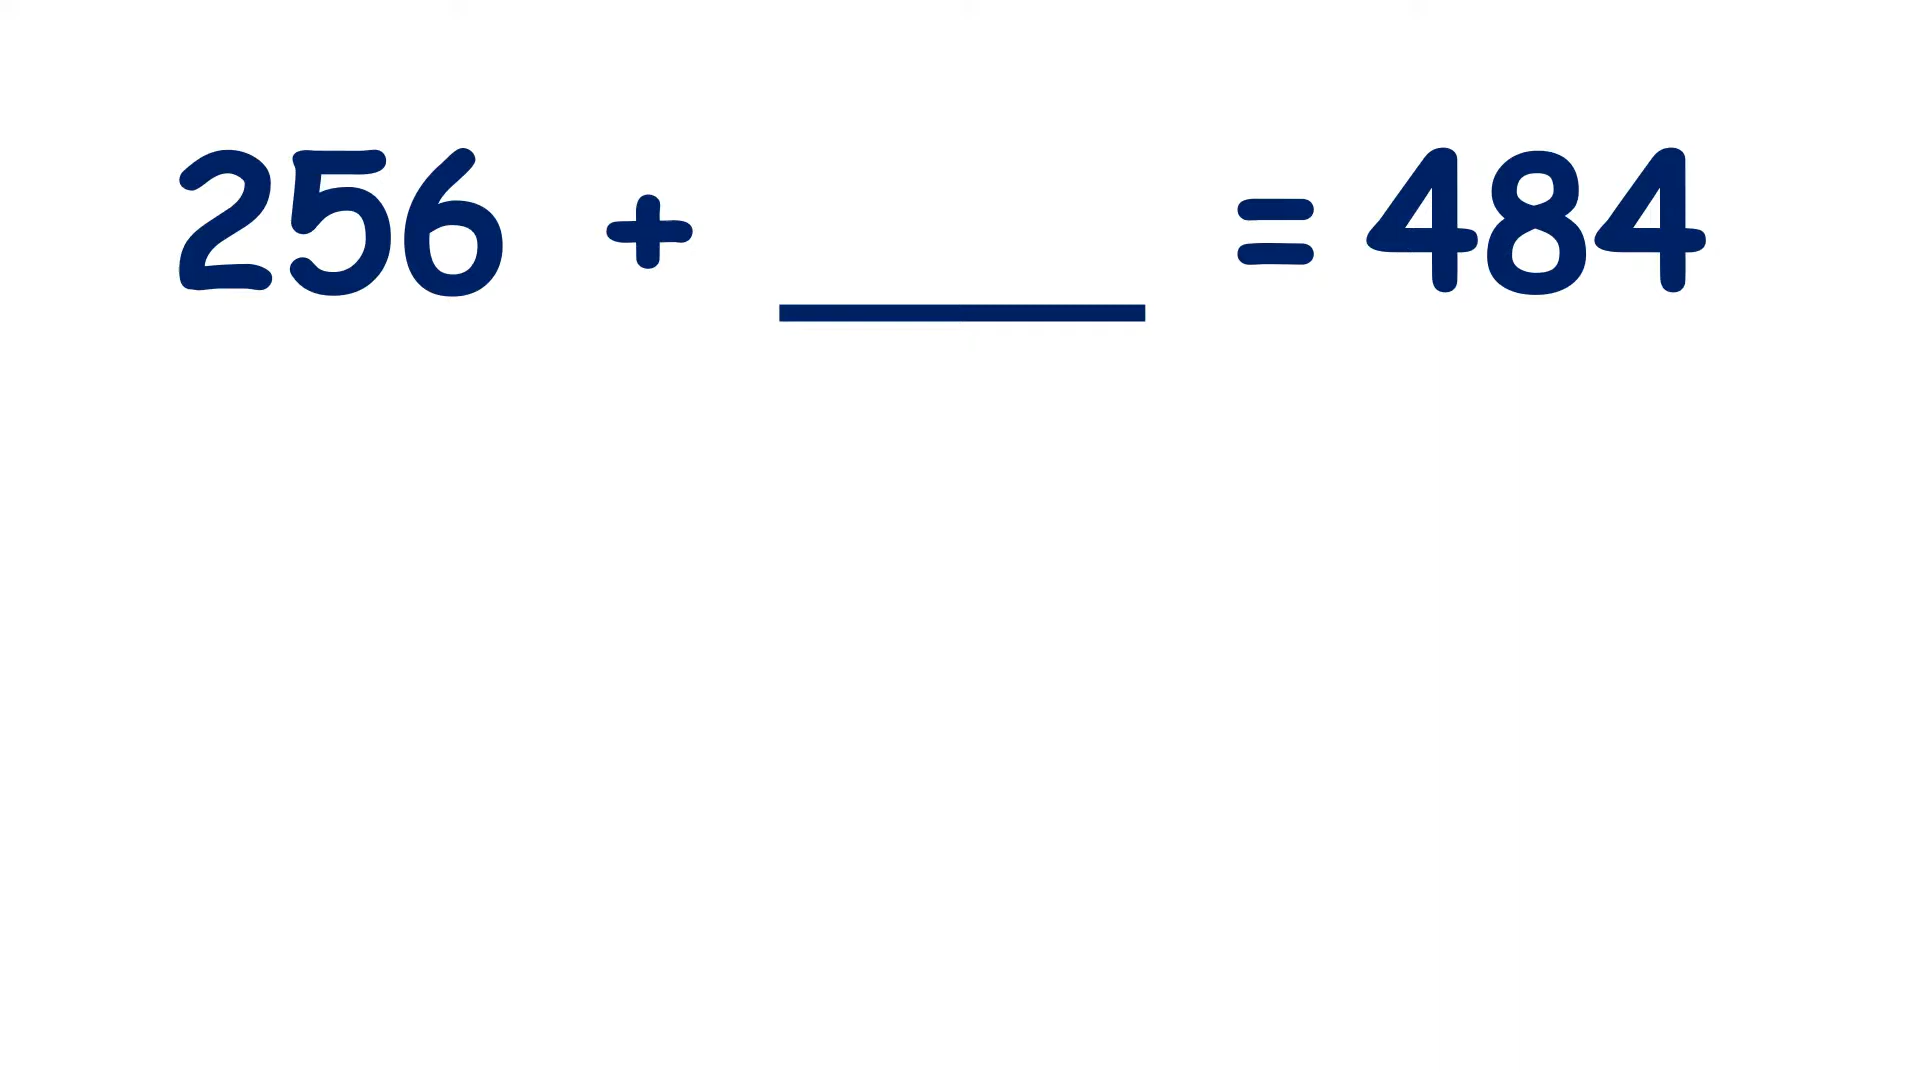 256 + ____ = 484